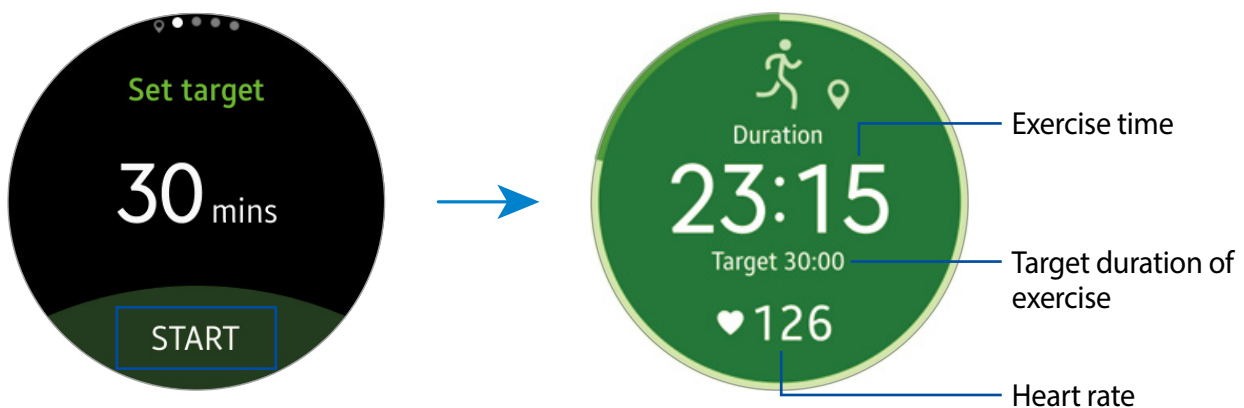 Set target
30 mins
START
Duration
23:15
Target 30:00
126
Exercise time
Target duration of
exercise
Heart rate